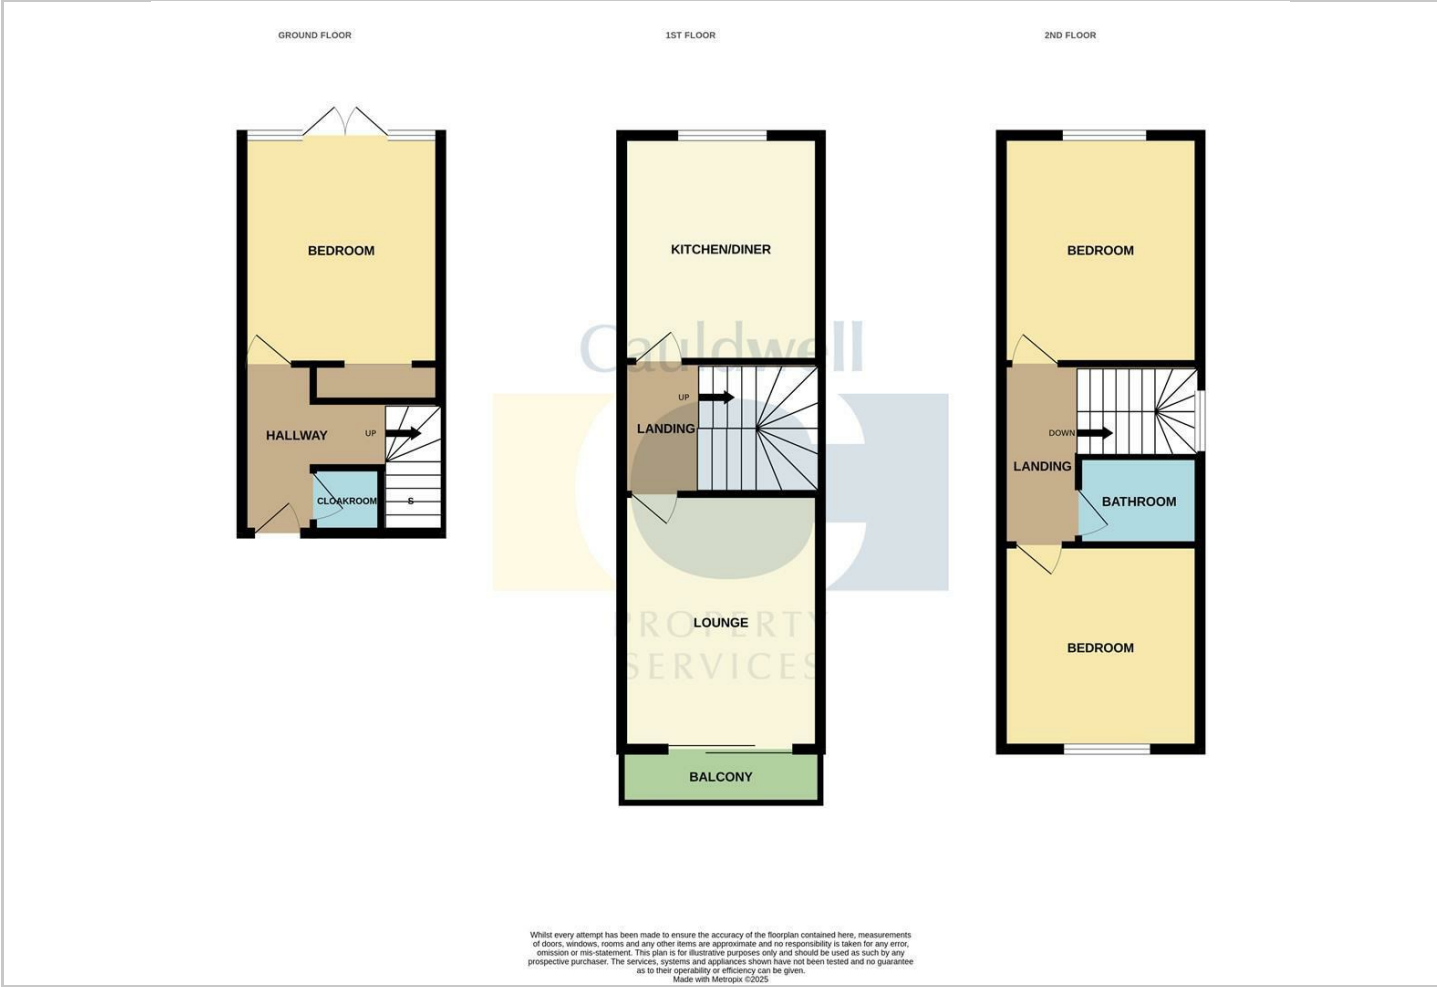 GROUND FLOOR
1ST FLOOR
2ND FLOOR
BEDROOM
HALLWAY
UP
CLOAKROOM
S
KITCHEN/DINER
UP
LANDING
LOUNGE
BALCONY
BEDROOM
DOWN
LANDING
BATHROOM
BEDROOM
Cauldwell
C
PROPERTY
SERVICES
Whilst every attempt has been made to ensure the accuracy of the floorplan contained here, measurements
of doors, windows, rooms and any other items are approximate and no responsibility is taken for any error,
omission or mis-statement. This plan is for illustrative purposes only and should be used as such by any
prospective purchaser. The services, systems and appliances shown have not been tested and no guarantee
as to their operability or efficiency can be given.
Made with Metropix ©2025